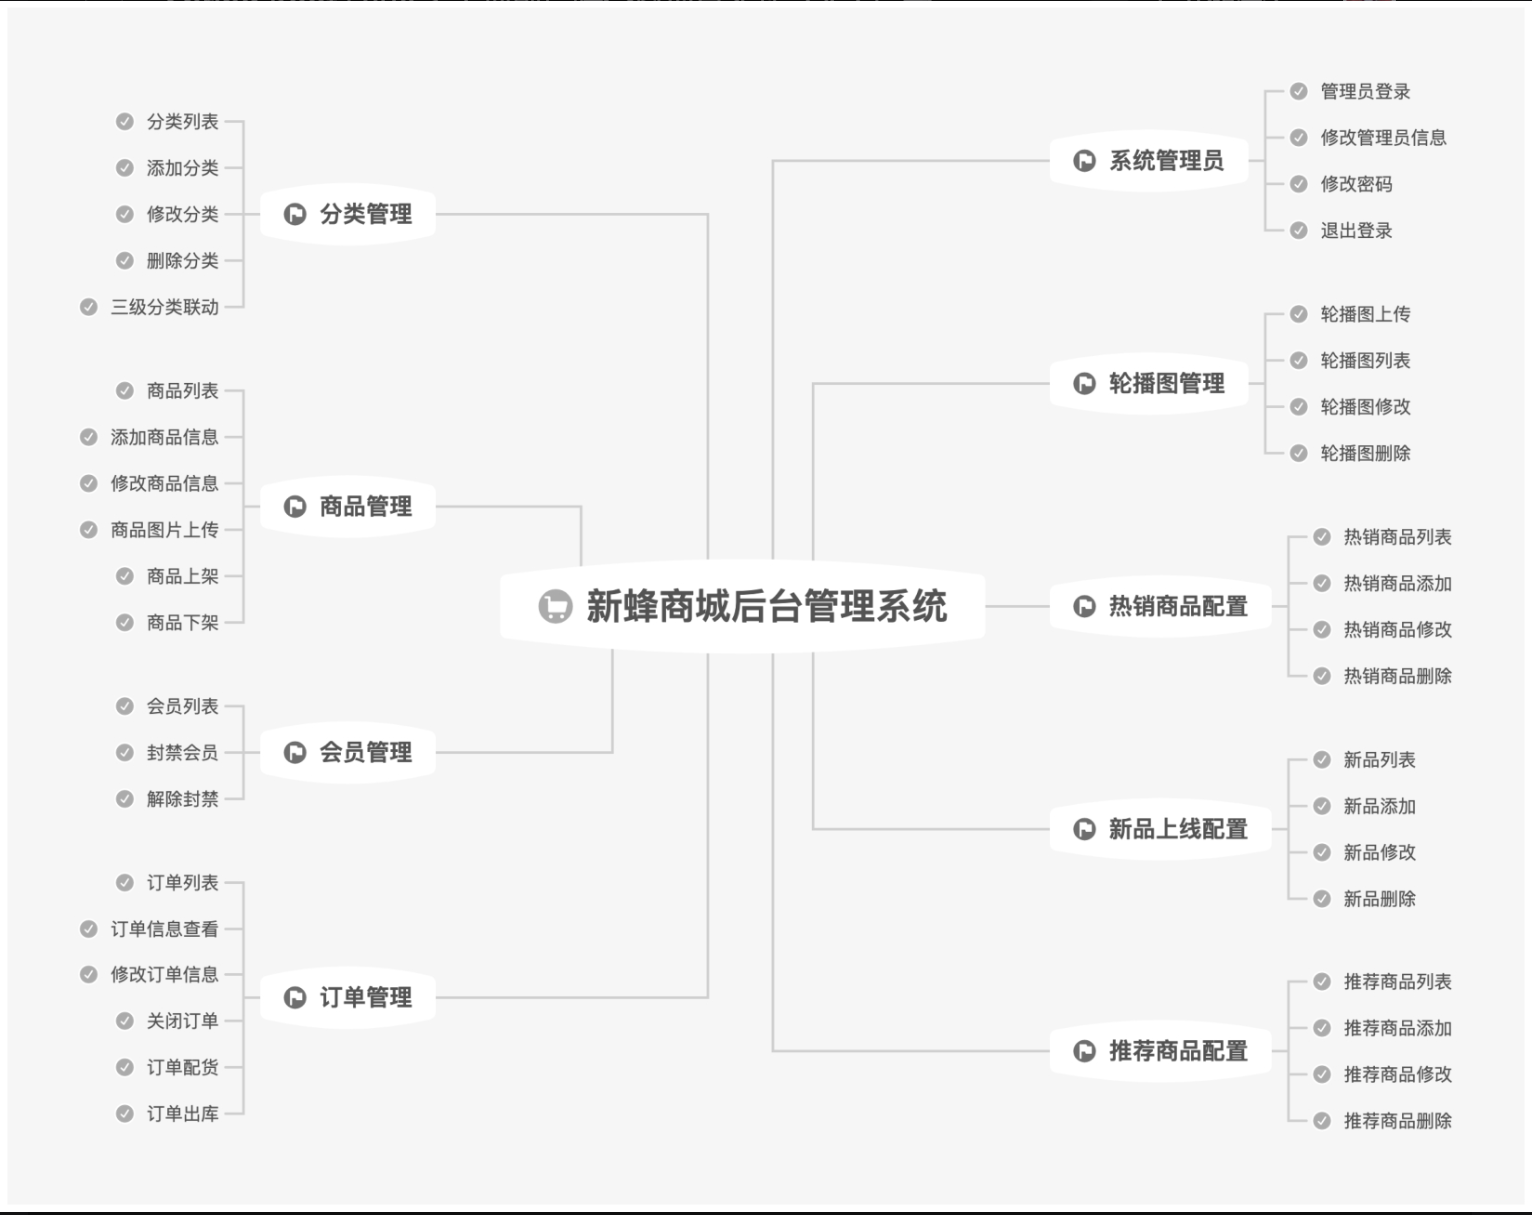 新蜂商城后台管理系统
分类管理
分类列表
添加分类
修改分类
删除分类
三级分类联动
商品管理
商品列表
添加商品信息
修改商品信息
商品图片上传
商品上架
商品下架
会员管理
会员列表
封禁会员
解除封禁
订单管理
订单列表
订单信息查看
修改订单信息
关闭订单
订单配货
订单出库
系统管理员
管理员登录
修改管理员信息
修改密码
退出登录
轮播图管理
轮播图上传
轮播图列表
轮播图修改
轮播图删除
热销商品配置
热销商品列表
热销商品添加
热销商品修改
热销商品删除
新品上线配置
新品列表
新品添加
新品修改
新品删除
推荐商品配置
推荐商品列表
推荐商品添加
推荐商品修改
推荐商品删除